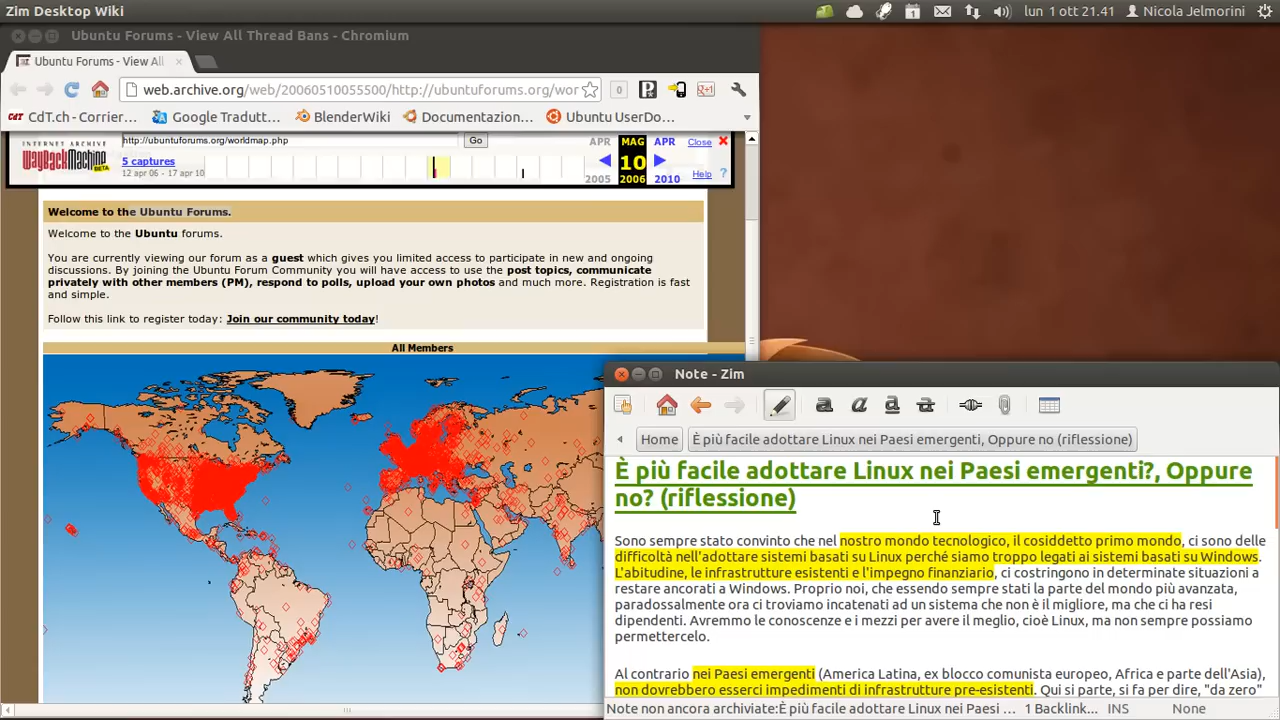 Zim Desktop Wiki
lun 1 ott 21.41
Nicola Jelmorini
Ubuntu Forums - View All Thread Bans - Chromium
Ubuntu Forums - View All
web.archive.org/web/20060510055500/http://ubuntuforums.org/wor
0
g+1
CdT.ch - Corrier...
Google Tradutt...
BlenderWiki
Documentazion...
Ubuntu UserDo...
INTERNET ARCHIVE
WayBackMachine
BETA
http://ubuntuforums.org/worldmap.php
Go
5 captures
12 apr 06 - 17 apr 10
APR
MAG
APR
10
2005
2006
2010
Close
Help
?
Welcome to the Ubuntu Forums.
Welcome to the Ubuntu forums.
You are currently viewing our forum as a guest which gives you limited access to participate in new and ongoing
discussions. By joining the Ubuntu Forum Community you will have access to use the post topics, communicate
privately with other members (PM), respond to polls, upload your own photos and much more. Registration is fast
and simple.
Follow this link to register today: Join our community today!
All Members
Note - Zim
a a a a
Home
È più facile adottare Linux nei Paesi emergenti, Oppure no (riflessione)
È più facile adottare Linux nei Paesi emergenti?, Oppure
no? (riflessione)
Sono sempre stato convinto che nel nostro mondo tecnologico, il cosiddetto primo mondo, ci sono delle
difficoltà nell'adottare sistemi basati su Linux perché siamo troppo legati ai sistemi basati su Windows.
L'abitudine, le infrastrutture esistenti e l'impegno finanziario, ci costringono in determinate situazioni a
restare ancorati a Windows. Proprio noi, che essendo sempre stati la parte del mondo più avanzata,
paradossalmente ora ci troviamo incatenati ad un sistema che non è il migliore, ma che ci ha resi
dipendenti. Avremmo le conoscenze e i mezzi per avere il meglio, cioè Linux, ma non sempre possiamo
permettercelo.
Al contrario nei Paesi emergenti (America Latina, ex blocco comunista europeo, Africa e parte dell'Asia),
non dovrebbero esserci impedimenti di infrastrutture pre-esistenti. Qui si parte, si fa per dire, "da zero"
Note non ancora archiviate:È più facile adottare Linux nei Paesi ...
1 Backlink...
INS
None